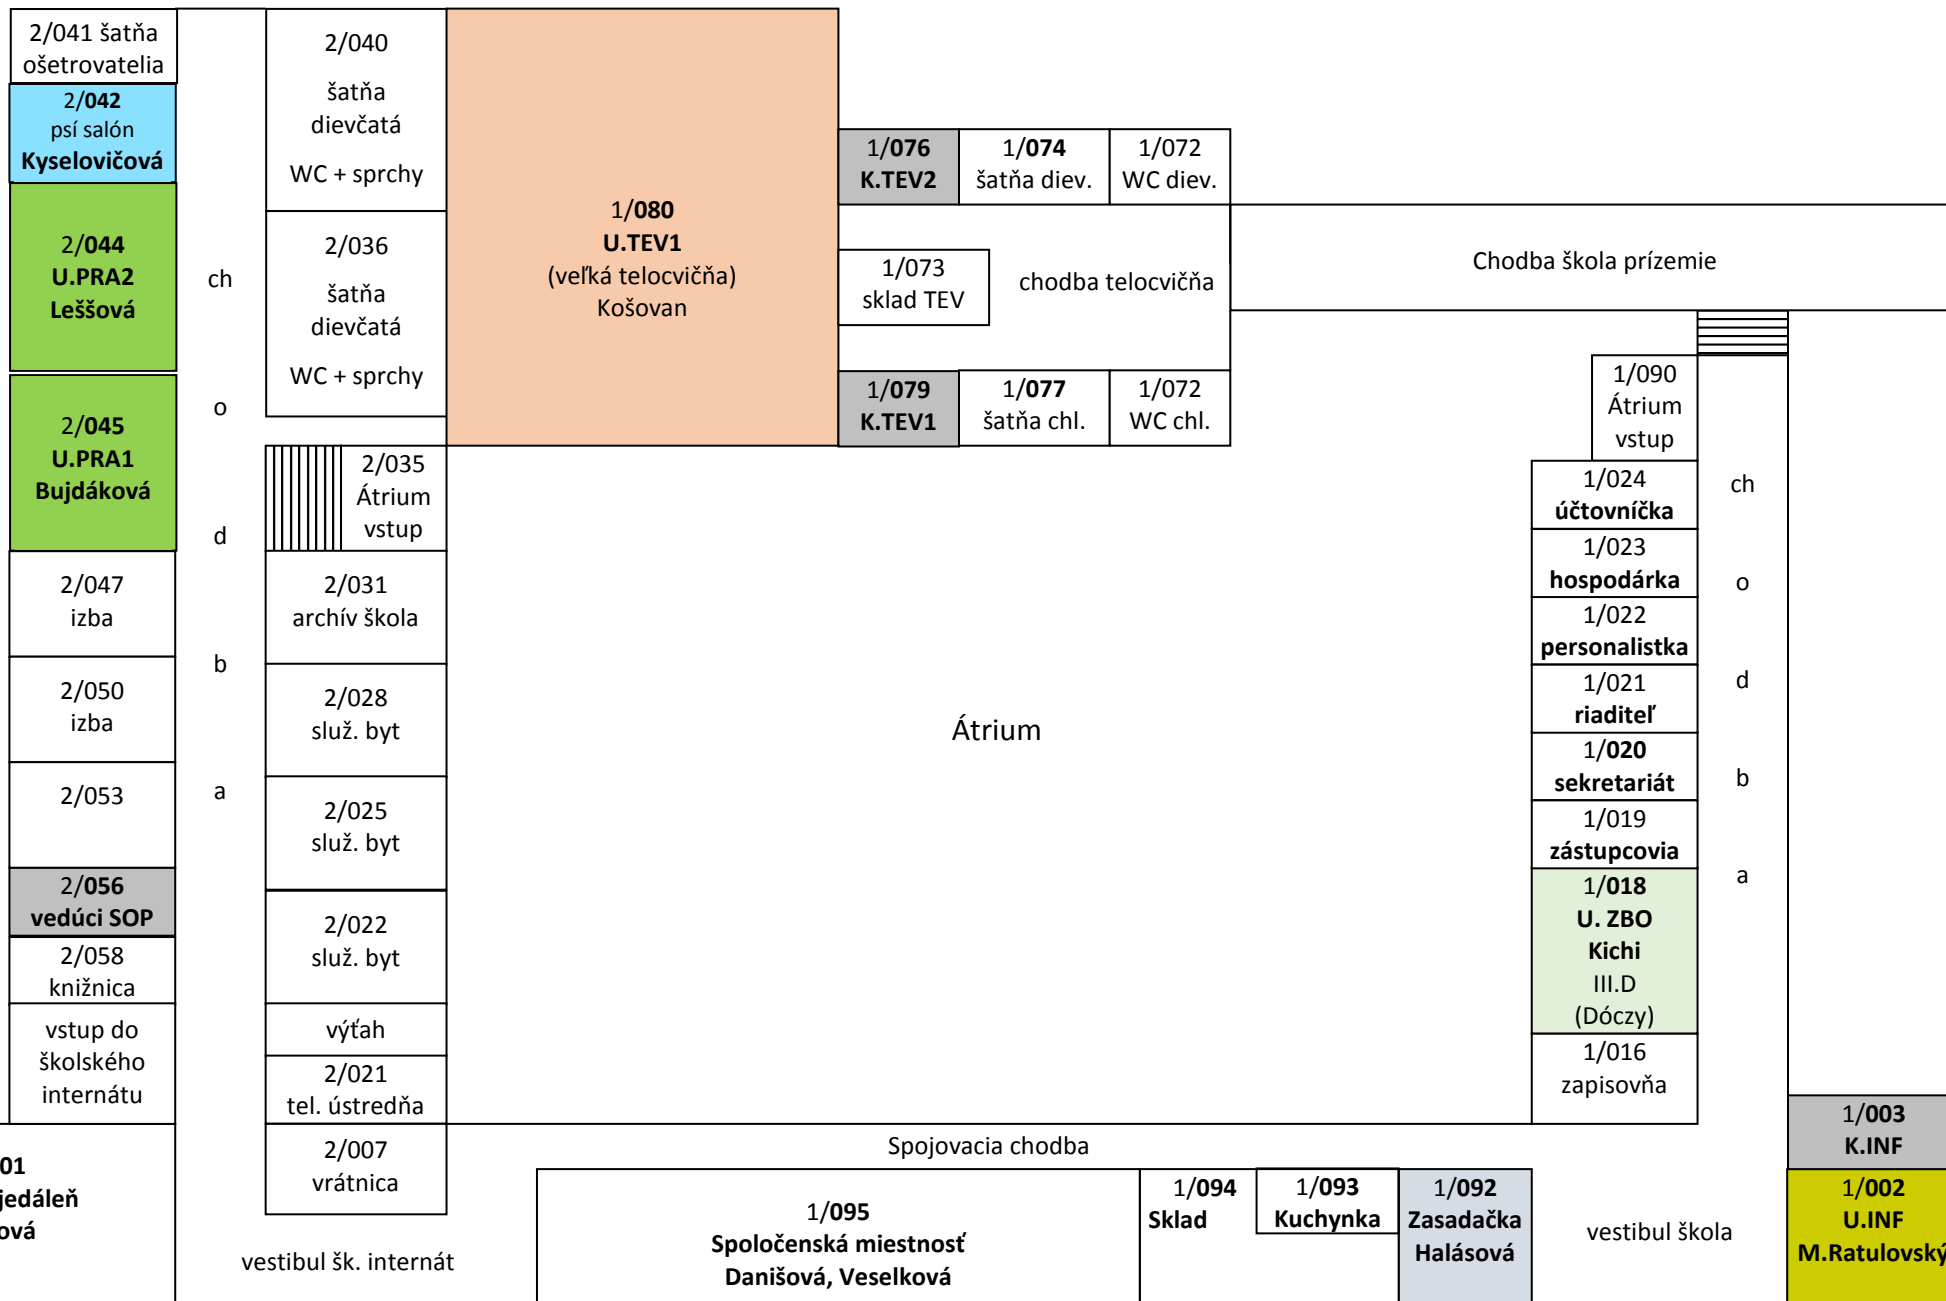 2/041 šatňa
ošetrovatelia
2/042
psí salón
Kyselovičová
2/044
U.PRA2
Leššová
2/045
U.PRA1
Bujdáková
2/047
izba
2/050
izba
2/053
2/056
vedúci SOP
2/058
knižnica
vstup do
školského
internátu
01
jedáleň
ová
ch
o
d
b
a
2/040
šatňa
dievčatá
WC + sprchy
2/036
šatňa
dievčatá
WC + sprchy
2/035
Átrium
vstup
2/031
archív škola
2/028
služ. byt
2/025
služ. byt
2/022
služ. byt
výťah
2/021
tel. ústredňa
2/007
vrátnica
vestibul šk. internát
1/080
U.TEV1
(veľká telocvičňa)
Košovan
1/076
K.TEV2
1/074
šatňa diev.
1/072
WC diev.
1/073
sklad TEV
chodba telocvičňa
1/079
K.TEV1
1/077
šatňa chl.
1/072
WC chl.
Chodba škola prízemie
Átrium
1/090
Átrium
vstup
1/024
účtovníčka
1/023
hospodárka
1/022
personalistka
1/021
riaditeľ
1/020
sekretariát
1/019
zástupcovia
1/018
U. ZBO
Kichi
III.D
(Dóczy)
1/016
zapisovňa
ch
o
d
b
a
Spojovacia chodba
1/095
Spoločenská miestnosť
Danišová, Veselková
1/094
Sklad
1/093
Kuchynka
1/092
Zasadačka
Halásová
vestibul škola
1/003
K.INF
1/002
U.INF
M.Ratulovský